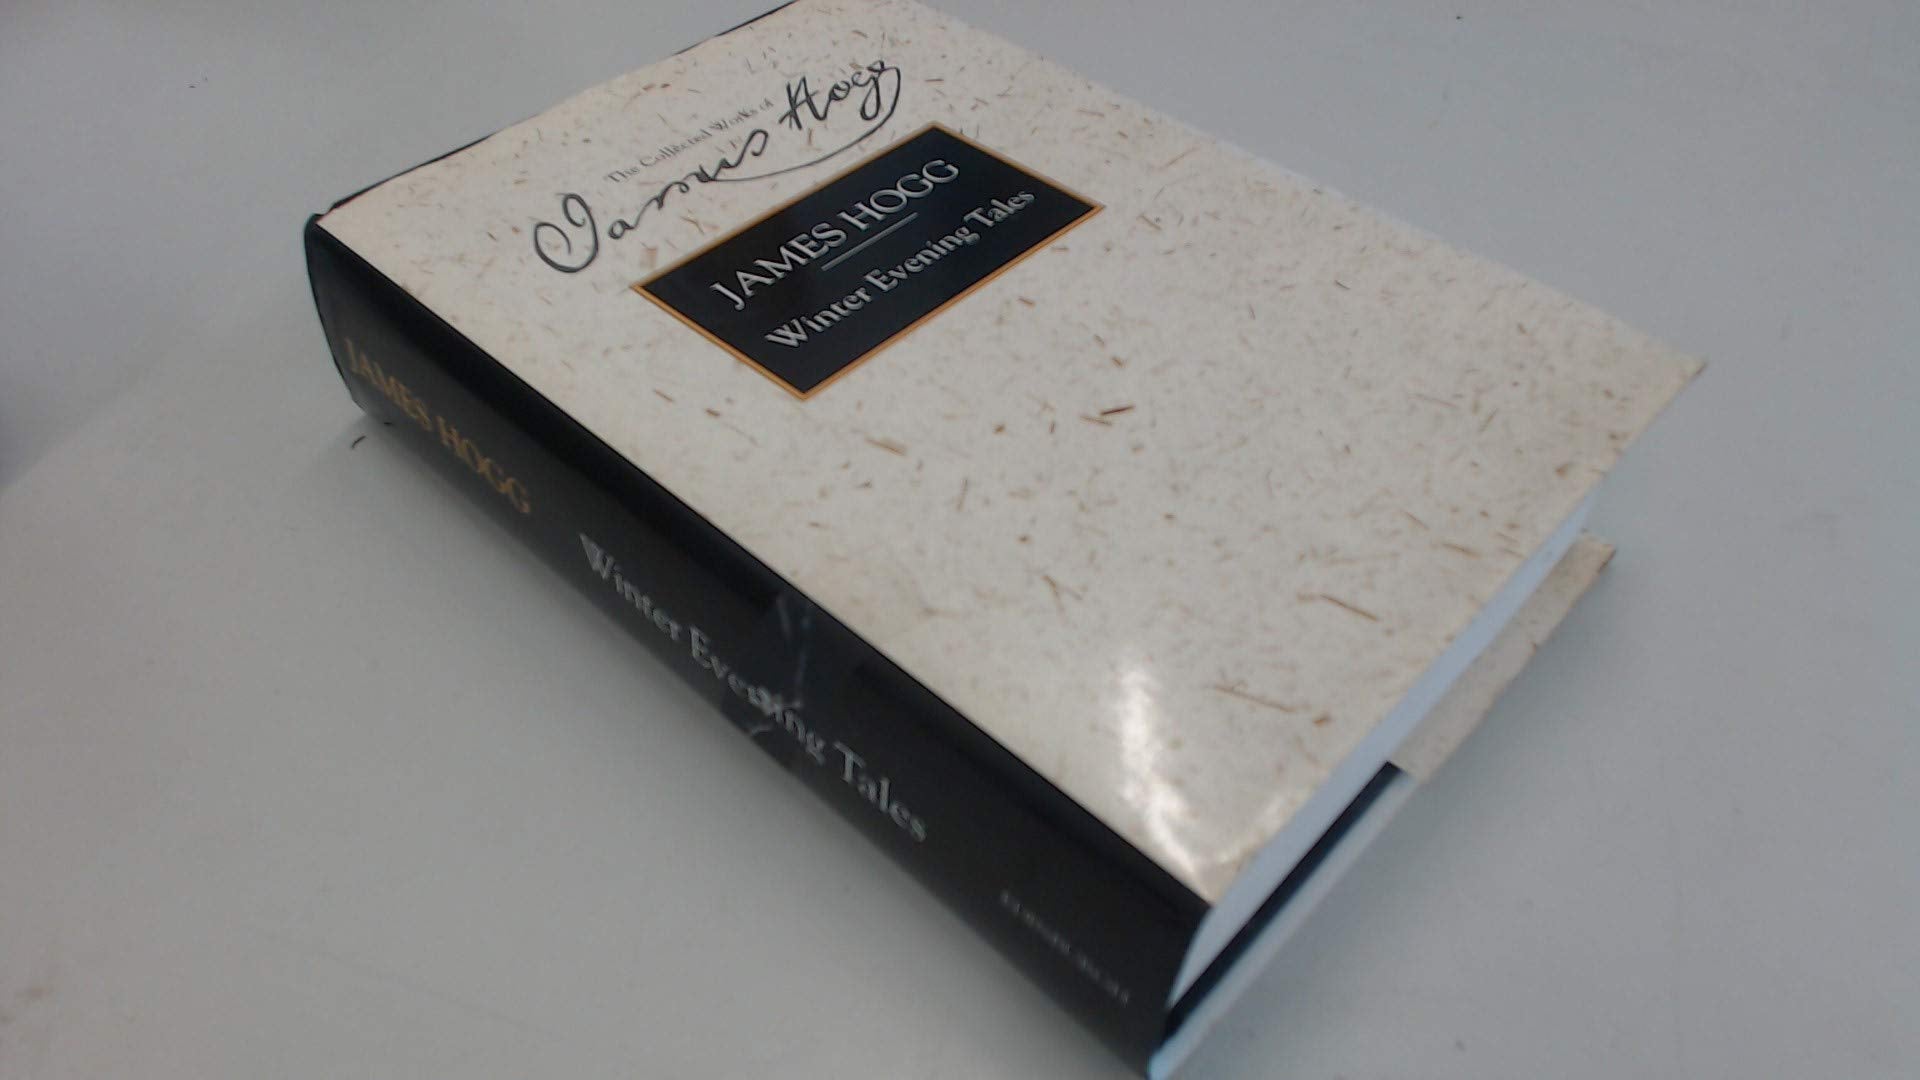 The Collected Works of
James Hogg
JAMES HOGG
Winter Evening Tales
JAMES HOGG
Winter Evening Tales